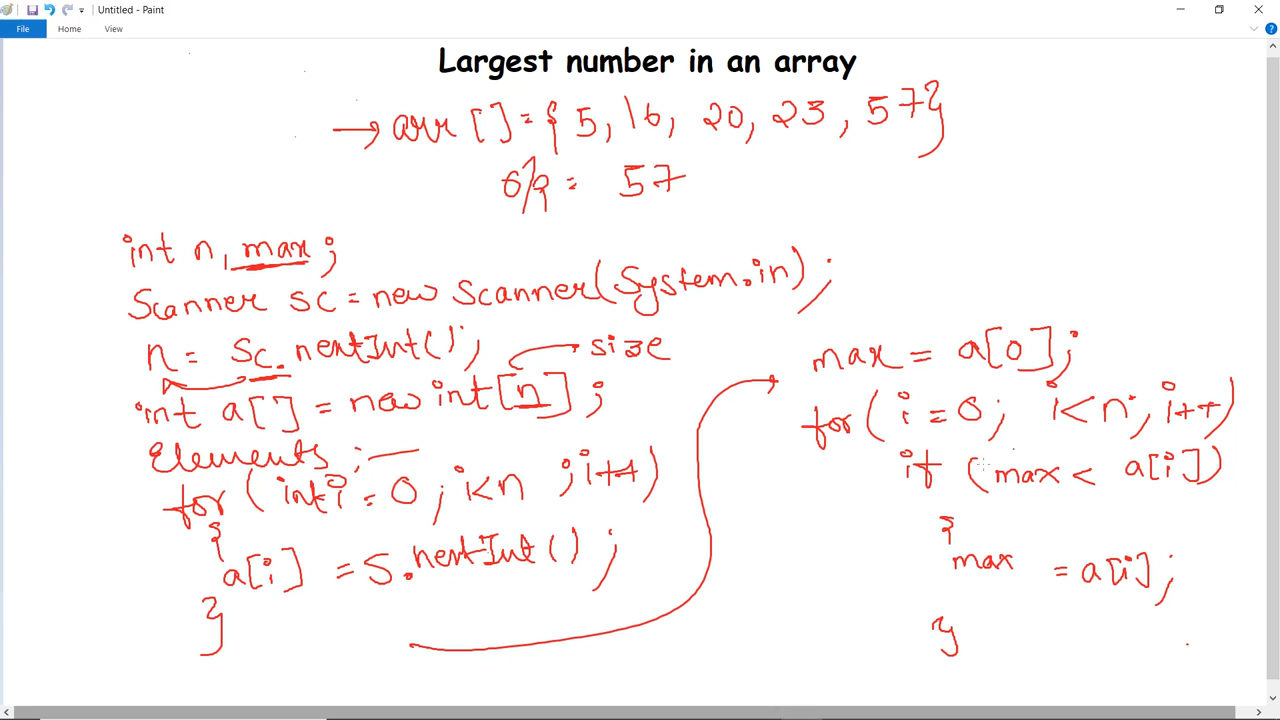 Untitled - Paint
File Home View
Largest number in an array
→ arr [] = { 5, 16, 20, 23, 57}
o/p = 57
int n, max ;
Scanner sc = new Scanner(System.in) ;
n = sc.nextInt() ;
size
int a[] = new int[n] ;
Elements ;
for ( int i = 0 ; i<n ; i++)
{
a[i] = S.nextInt() ;
}
max = a[0] ;
for ( i = 0; i<n ; i++)
if (max < a[i])
{
max = a[i] ;
}